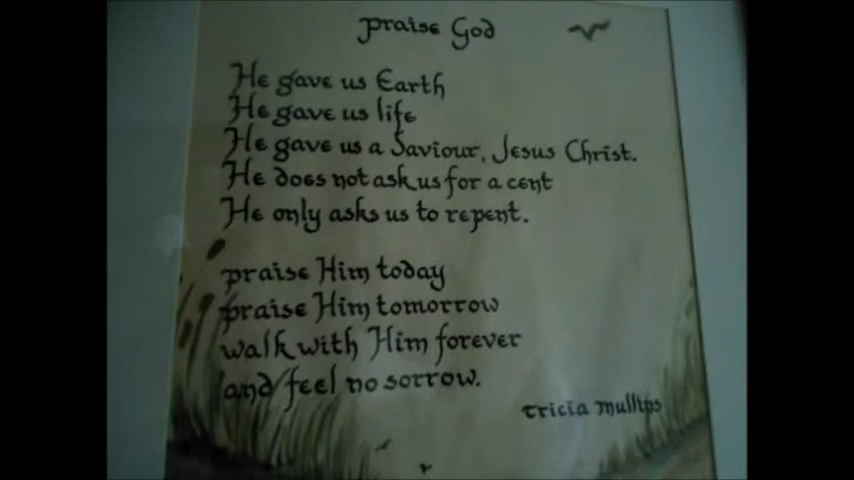 Praise God
He gave us Earth
He gave us life
He gave us a Saviour, Jesus Christ.
He does not ask us for a cent
He only asks us to repent.
praise Him today
praise Him tomorrow
walk with Him forever
and feel no sorrow.
Tricia Mullins